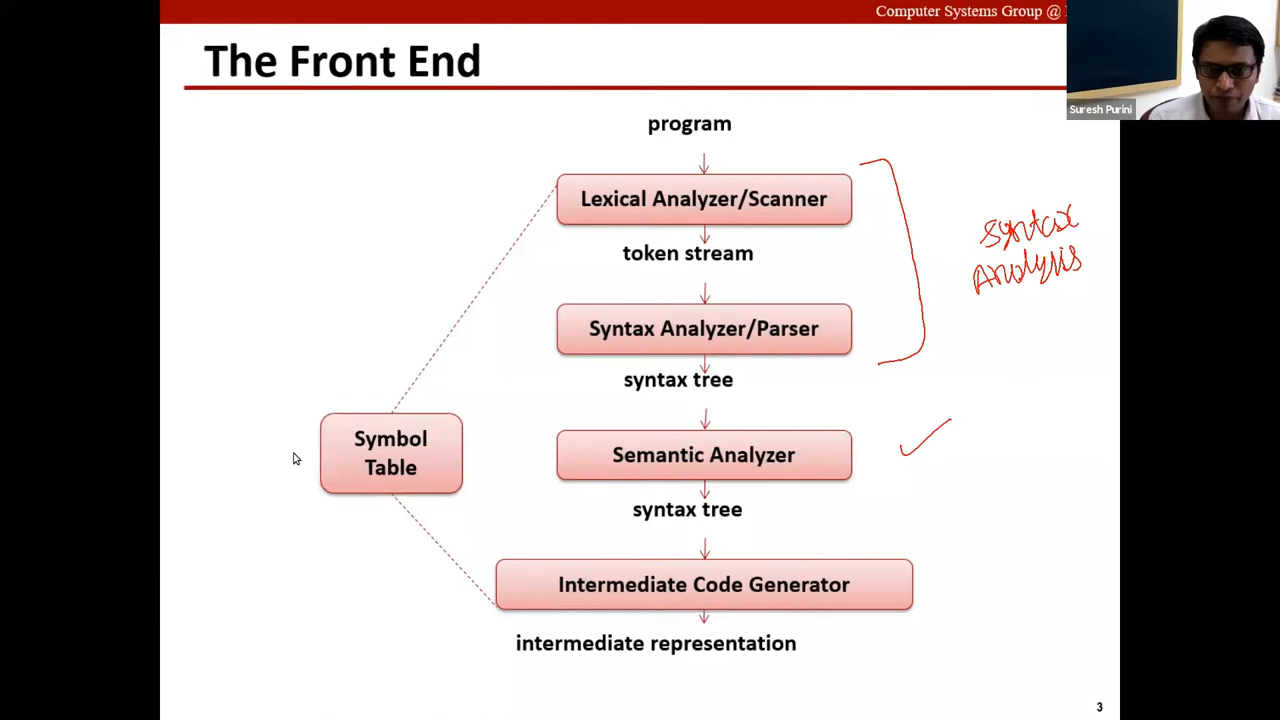 Computer Systems Group @
The Front End
Suresh Purini
program
Lexical Analyzer/Scanner
token stream
Syntax
Analysis
Syntax Analyzer/Parser
syntax tree
Symbol
Table
Semantic Analyzer
syntax tree
Intermediate Code Generator
intermediate representation
3